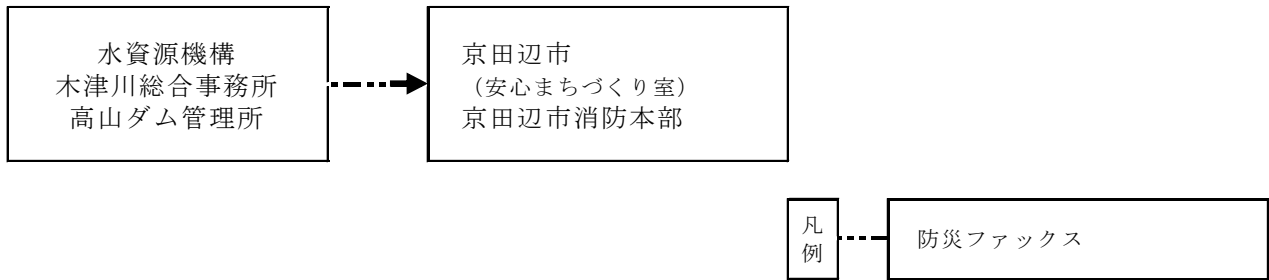 水資源機構
木津川総合事務所
高山ダム管理所
京田辺市
（安心まちづくり室）
京田辺市消防本部
凡例
防災ファックス